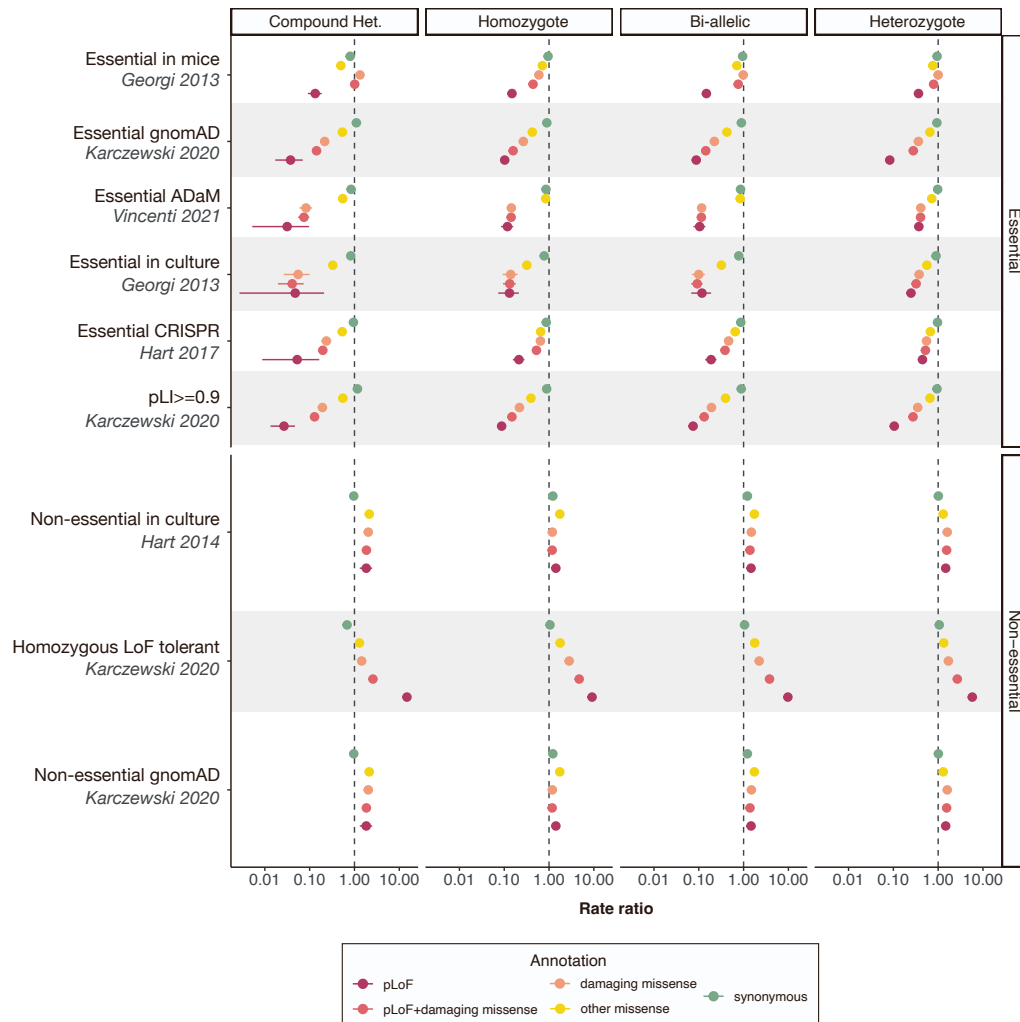 Compound Het. Homozygote Bi-allelic Heterozygote
Essential in mice
Georgi 2013
Essential gnomAD
Karczewski 2020
Essential ADaM
Vincenti 2021
Essential in culture
Georgi 2013
Essential CRISPR
Hart 2017
pLI>=0.9
Karczewski 2020
Essential
Non-essential in culture
Hart 2014
Homozygous LoF tolerant
Karczewski 2020
Non-essential gnomAD
Karczewski 2020
Non-essential
0.01 0.10 1.00 10.00 0.01 0.10 1.00 10.00 0.01 0.10 1.00 10.00 0.01 0.10 1.00 10.00
Rate ratio
Annotation
pLoF damaging missense synonymous
pLoF+damaging missense other missense